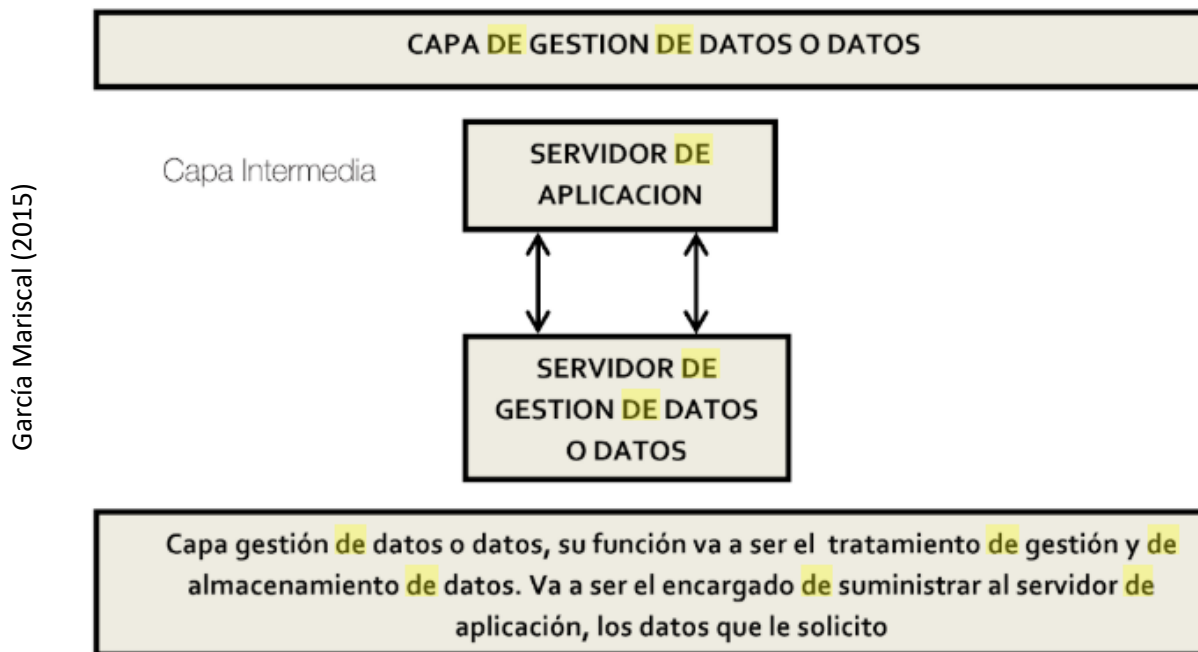 CAPA DE GESTION DE DATOS O DATOS
García Mariscal (2015)
Capa Intermedia
SERVIDOR DE
APLICACION
SERVIDOR DE
GESTION DE DATOS
O DATOS
Capa gestión de datos o datos, su función va a ser el tratamiento de gestión y de
almacenamiento de datos. Va a ser el encargado de suministrar al servidor de
aplicación, los datos que le solicito